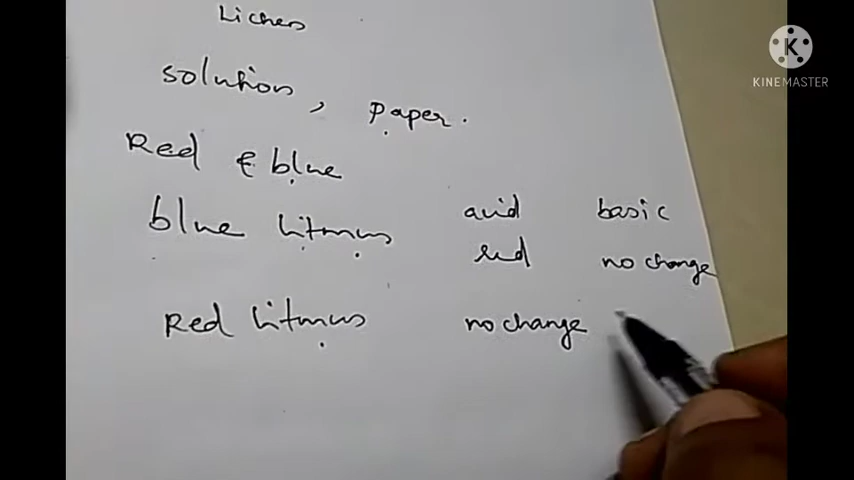 Lichen
K
KINEMASTER
solution, paper.
Red & blue
blue litmus acid basic
red no change
Red litmus no change